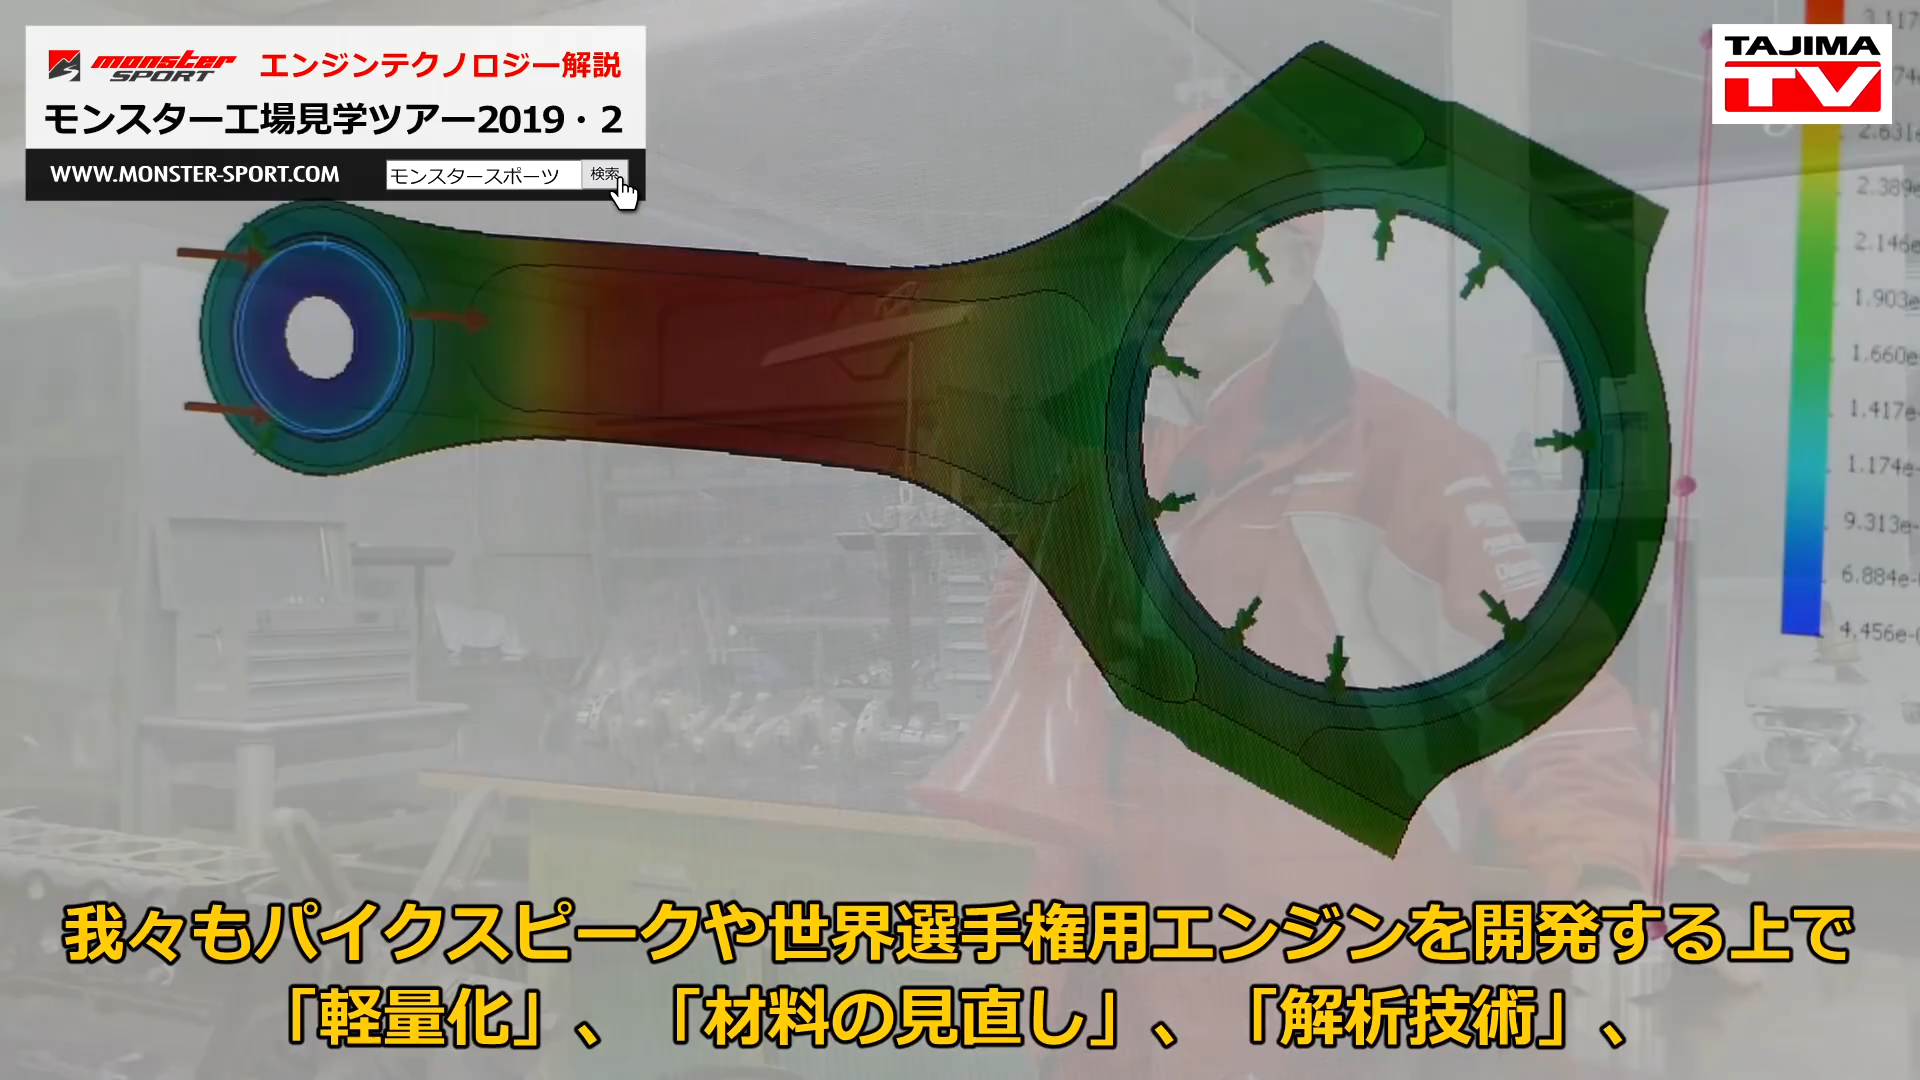 monster SPORT エンジンテクノロジー解説
モンスター工場見学ツアー2019・2
WWW.MONSTER-SPORT.COM モンスタースポーツ 検索
TAJIMA
TV
2.631e
2.389e
2.146e
1.903e
1.660e
1.417e
1.174e-
9.313e-
6.884e-
4.456e-
我々もパイクスピークや世界選手権用エンジンを開発する上で
「軽量化」、「材料の見直し」、「解析技術」、